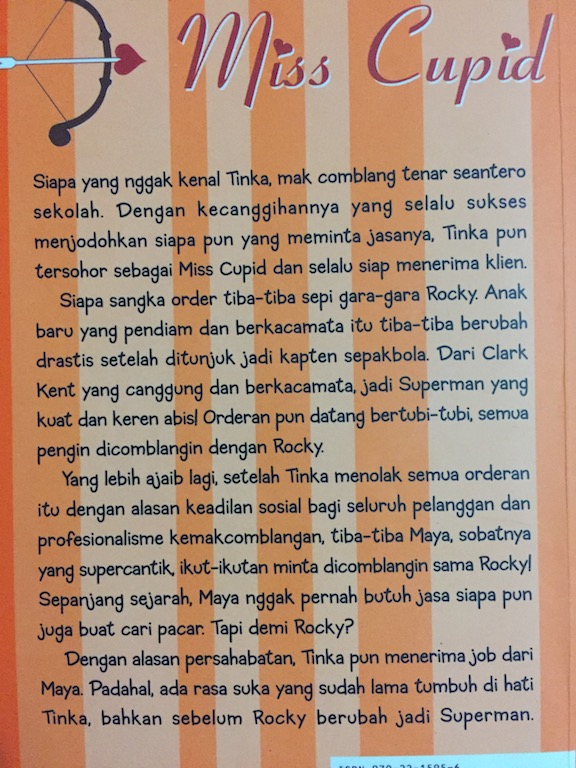 Miss Cupid
Siapa yang nggak kenal Tinka, mak comblang tenar seantero
sekolah. Dengan kecanggihannya yang selalu sukses
menjodohkan siapa pun yang meminta jasanya, Tinka pun
tersohor sebagai Miss Cupid dan selalu siap menerima klien.
Siapa sangka order tiba-tiba sepi gara-gara Rocky. Anak
baru yang pendiam dan berkacamata itu tiba-tiba berubah
drastis setelah ditunjuk jadi kapten sepakbola. Dari Clark
Kent yang canggung dan berkacamata, jadi Superman yang
kuat dan keren abis! Orderan pun datang bertubi-tubi, semua
pengin dicomblangin dengan Rocky.
Yang lebih ajaib lagi, setelah Tinka menolak semua orderan
itu dengan alasan keadilan sosial bagi seluruh pelanggan dan
profesionalisme kemakcomblangan, tiba-tiba Maya, sobatnya
yang supercantik, ikut-ikutan minta dicomblangin sama Rocky!
Sepanjang sejarah, Maya nggak pernah butuh jasa siapa pun
juga buat cari pacar. Tapi demi Rocky?
Dengan alasan persahabatan, Tinka pun menerima job dari
Maya. Padahal, ada rasa suka yang sudah lama tumbuh di hati
Tinka, bahkan sebelum Rocky berubah jadi Superman.